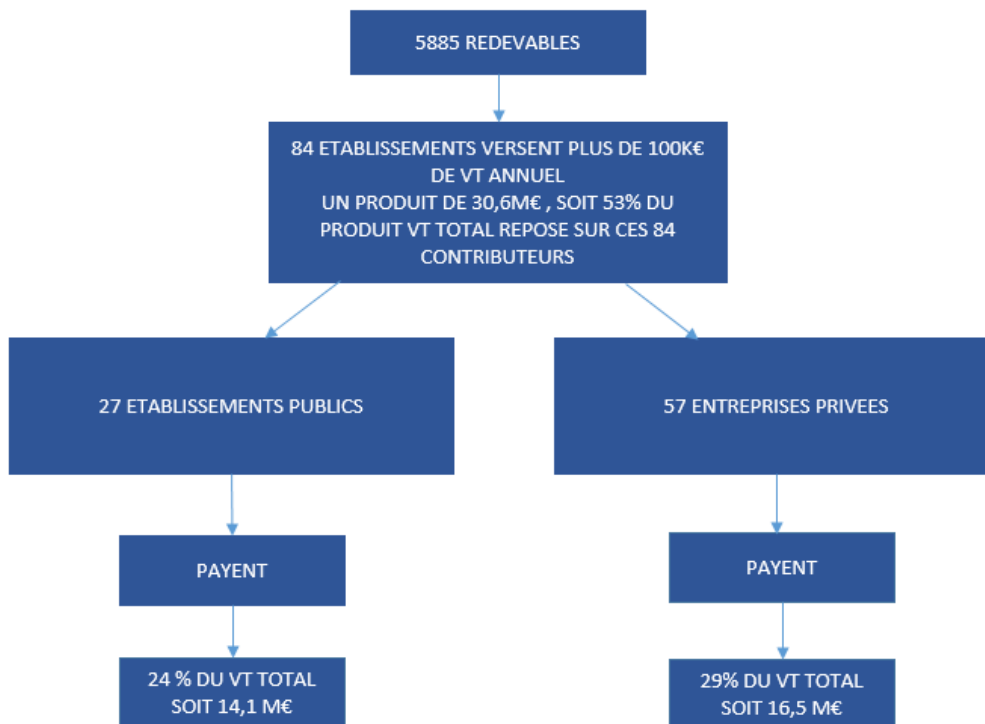 5885 REDEVABLES
84 ETABLISSEMENTS VERSENT PLUS DE 100K€
DE VT ANNUEL
UN PRODUIT DE 30,6M€ , SOIT 53% DU
PRODUIT VT TOTAL REPOSE SUR CES 84
CONTRIBUTEURS
27 ETABLISSEMENTS PUBLICS
57 ENTREPRISES PRIVEES
PAYENT
PAYENT
24 % DU VT TOTAL
SOIT 14,1 M€
29% DU VT TOTAL
SOIT 16,5 M€